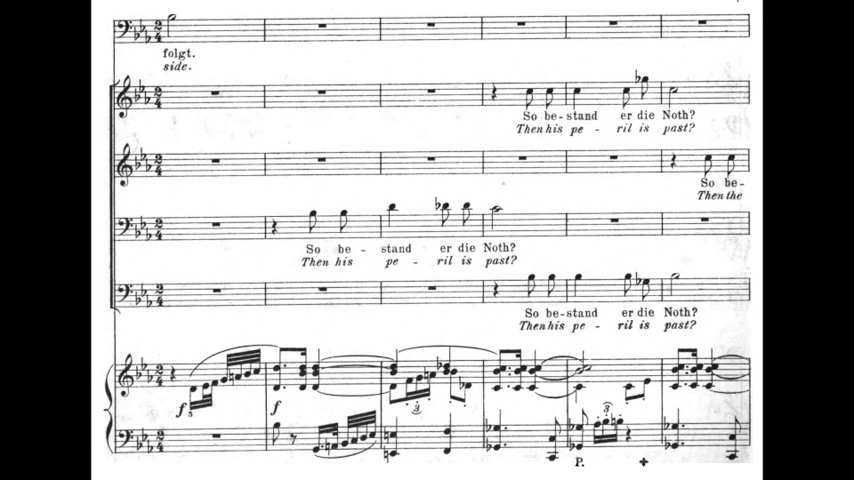 folgt.
side.
So be-stand er die Noth?
Then his pe - ril is past?
So be-
Then the
So be - stand er die Noth?
Then his pe - ril is past?
So be-stand er die Noth?
Then his pe - ril is past?
f
f
3
3
3
P.